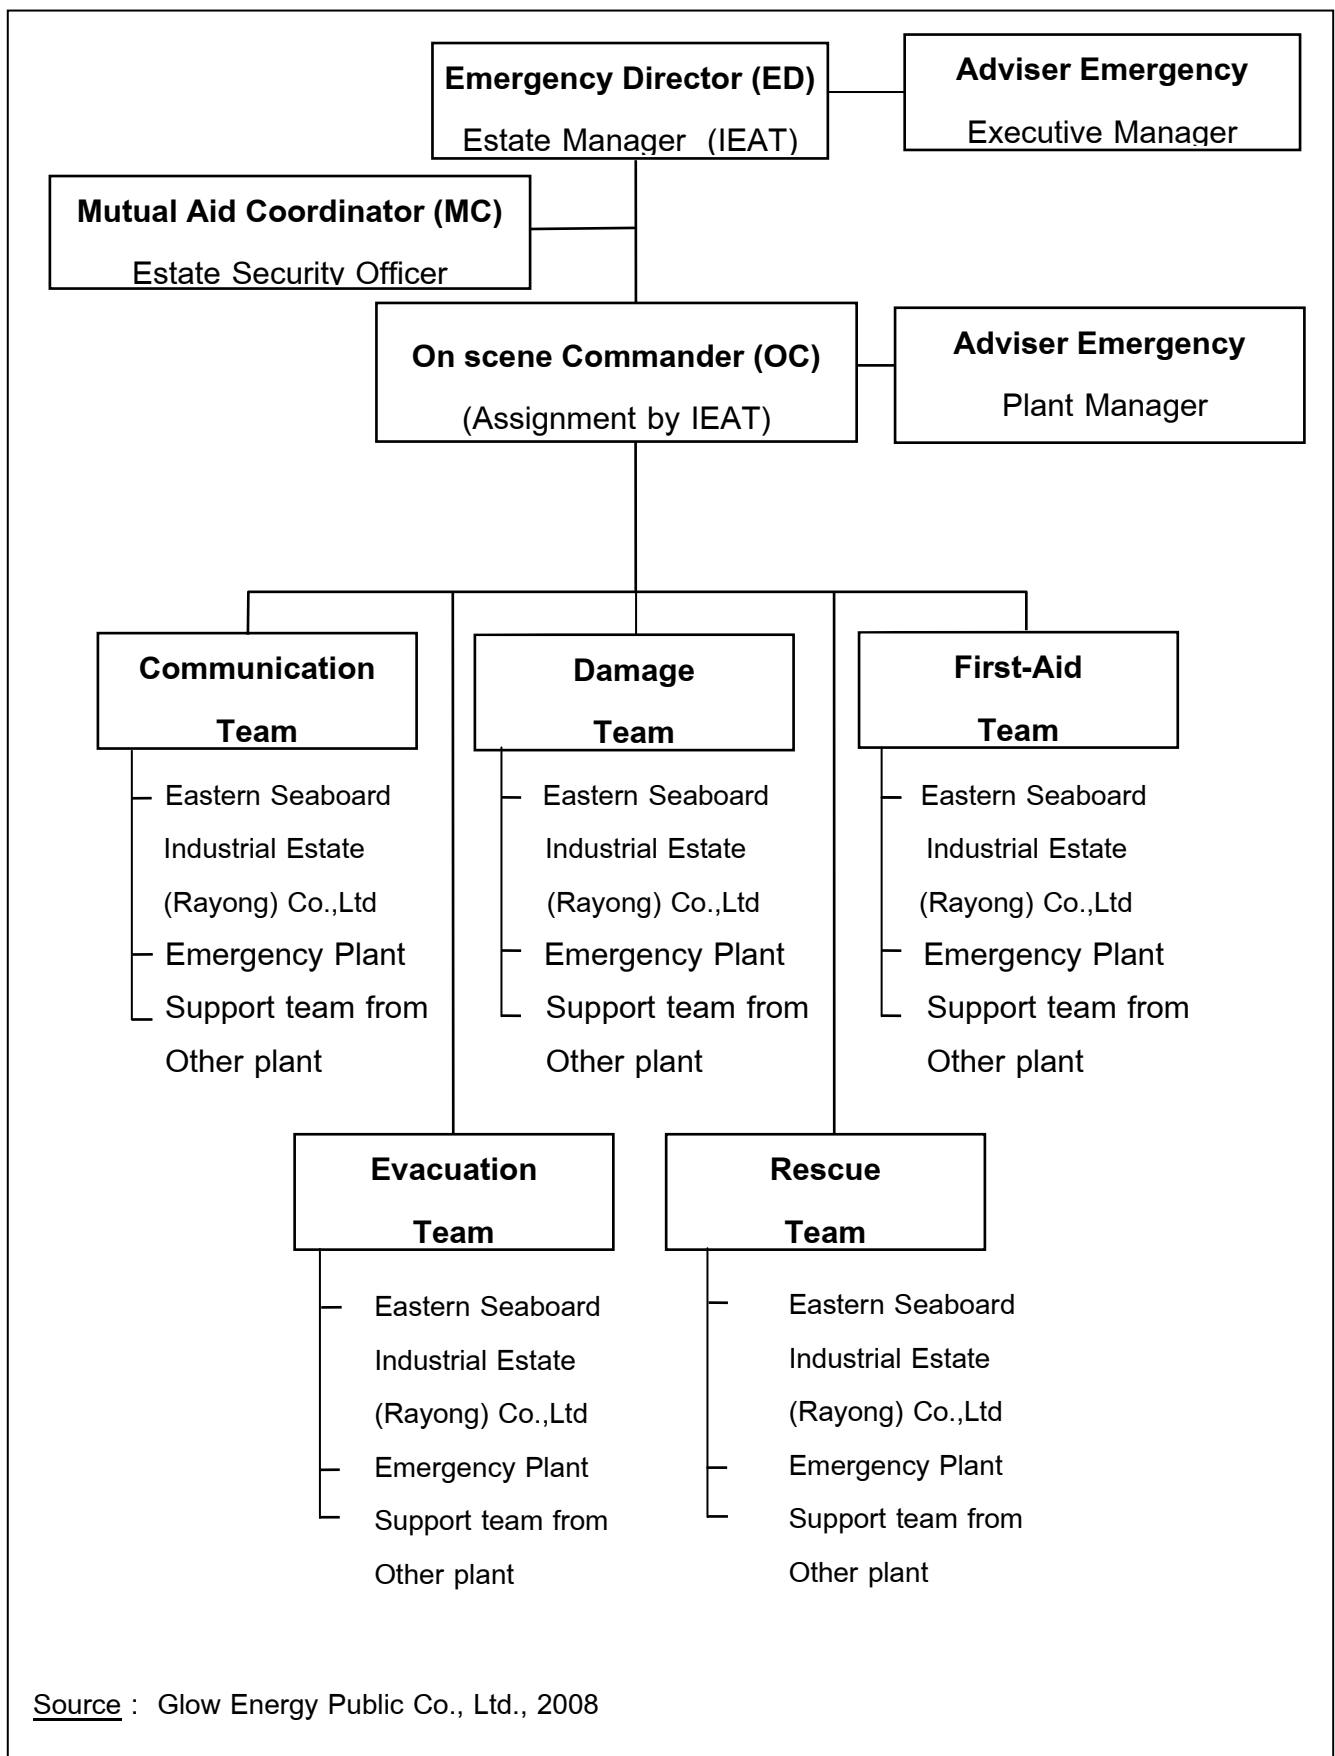 Emergency Director (ED)
Estate Manager (IEAT)
Adviser Emergency
Executive Manager
Mutual Aid Coordinator (MC)
Estate Security Officer
On scene Commander (OC)
(Assignment by IEAT)
Adviser Emergency
Plant Manager
Communication
Team
Eastern Seaboard
Industrial Estate
(Rayong) Co.,Ltd
Emergency Plant
Support team from
Other plant
Damage
Team
Eastern Seaboard
Industrial Estate
(Rayong) Co.,Ltd
Emergency Plant
Support team from
Other plant
First-Aid
Team
Eastern Seaboard
Industrial Estate
(Rayong) Co.,Ltd
Emergency Plant
Support team from
Other plant
Evacuation
Team
Eastern Seaboard
Industrial Estate
(Rayong) Co.,Ltd
Emergency Plant
Support team from
Other plant
Rescue
Team
Eastern Seaboard
Industrial Estate
(Rayong) Co.,Ltd
Emergency Plant
Support team from
Other plant
Source : Glow Energy Public Co., Ltd., 2008